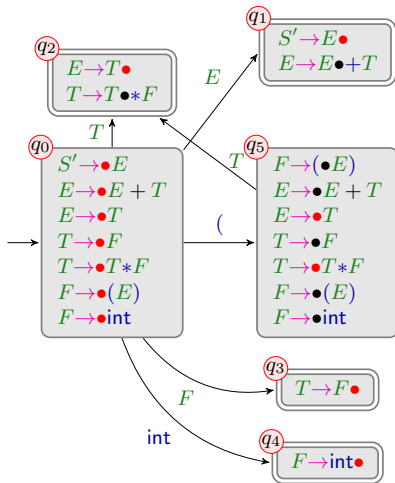 q1
S′→●E●
E→E●+T
q2
E→T●
T→T●*F
E
T
q0
S′→●E
E→●E + T
E→●T
T→●F
T→●T*F
F→●(E)
F→●int
(
T
q5
F→(●E)
E→●E + T
E→●T
T→●F
T→●T*F
F→●(E)
F→●int
q3
T→F●
F
int
q4
F→int●